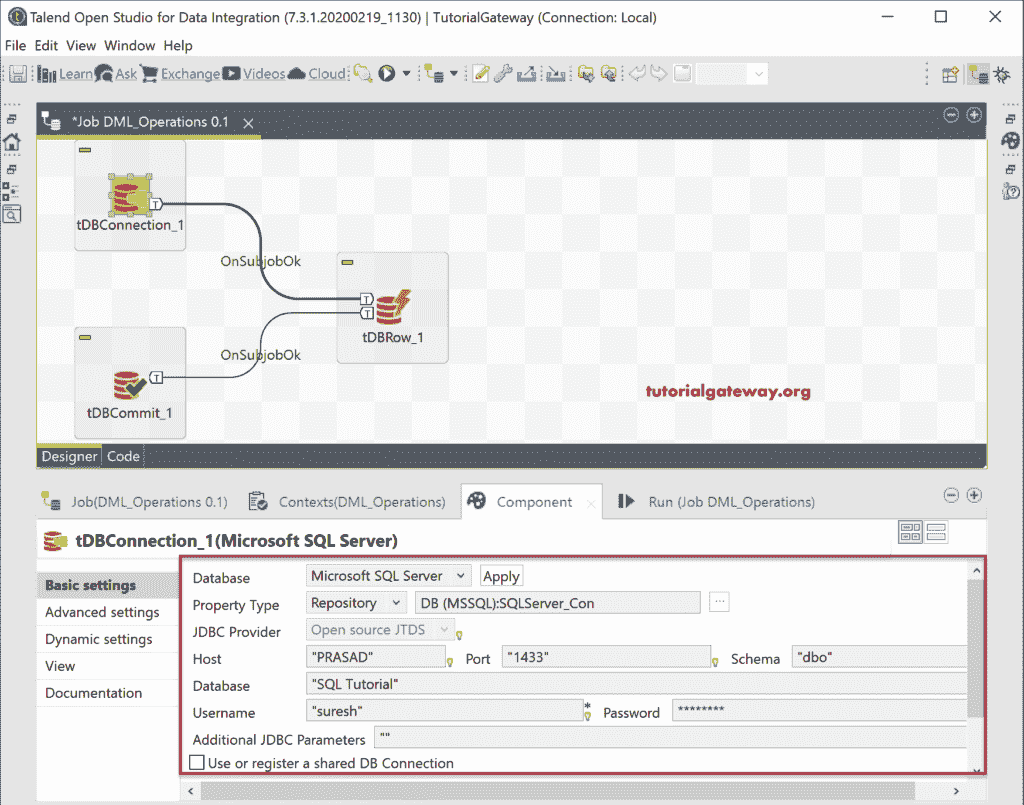 Talend Open Studio for Data Integration (7.3.1.20200219_1130) | TutorialGateway (Connection: Local)
File Edit View Window Help
Learn Ask Exchange Videos Cloud
*Job DML_Operations 0.1
T
tDBConnection_1
OnSubjobOk
T
T
tDBRow_1
OnSubjobOk
T
tDBCommit_1
tutorialgateway.org
Designer Code
Job(DML_Operations 0.1) Contexts(DML_Operations) Component Run (Job DML_Operations)
tDBConnection_1(Microsoft SQL Server)
Basic settings
Advanced settings
Dynamic settings
View
Documentation
Database Microsoft SQL Server Apply
Property Type Repository DB (MSSQL):SQLServer_Con ...
JDBC Provider Open source JTDS
Host "PRASAD" Port "1433" Schema "dbo"
Database "SQL Tutorial"
Username "suresh" * Password ********
Additional JDBC Parameters ""
Use or register a shared DB Connection